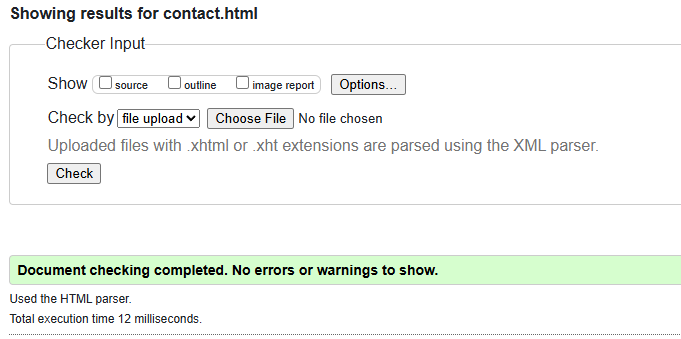 Showing results for contact.html
Checker Input
Show source outline image report Options...
Check by file upload Choose File No file chosen
Uploaded files with .xhtml or .xht extensions are parsed using the XML parser.
Check
Document checking completed. No errors or warnings to show.
Used the HTML parser.
Total execution time 12 milliseconds.